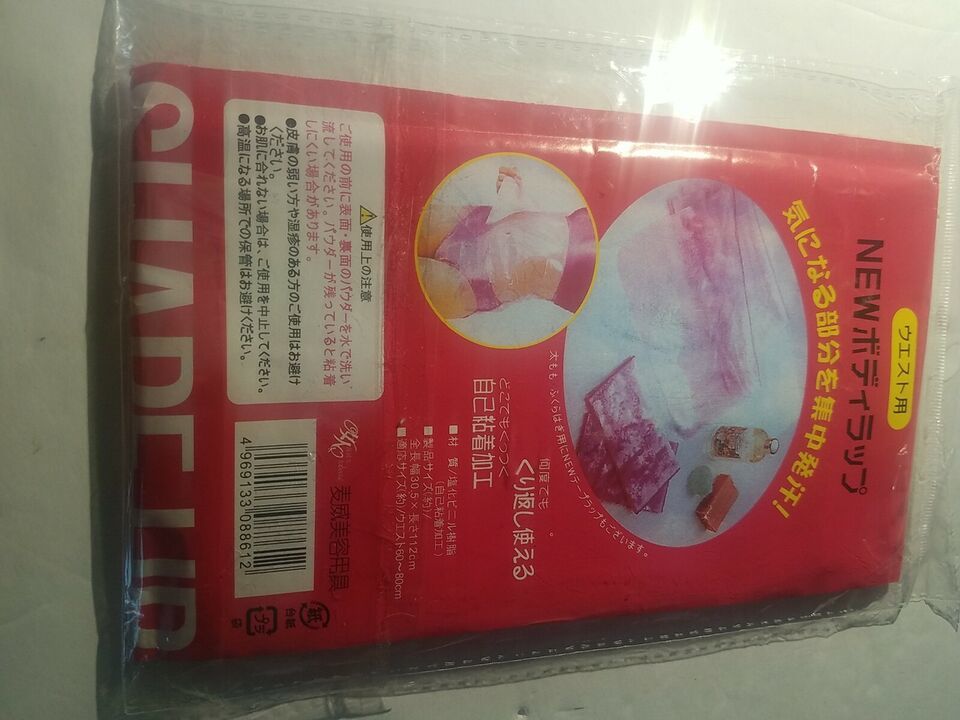 ウエスト用
NEWボディラップ
気になる部分を集中発汗!
太もも ふくらはぎ用にNEWテープラップもございます。
何度でも
くり返し使える
どこでもくっつく
自己粘着加工
■材 質/塩化ビニル樹脂
(自己粘着加工)
■製品サイズ(約)/
全長幅30.5×長さ112cm
■適応サイズ(約)/ウエスト60〜80cm
⚠使用上の注意
ご使用の前に表面・裏面のパウダーを水で洗い
流してください。パウダーが残っていると粘着
しにくい場合があります。
●皮膚の弱い方や湿疹のある方のご使用はお避け
ください。
●お肌に合れない場合は、ご使用を中止してください。
●高温になる場所での保管はお避けください。
麦威美容用具
4 969133 088612
紙
台紙
プラ
袋
SHAPE UP